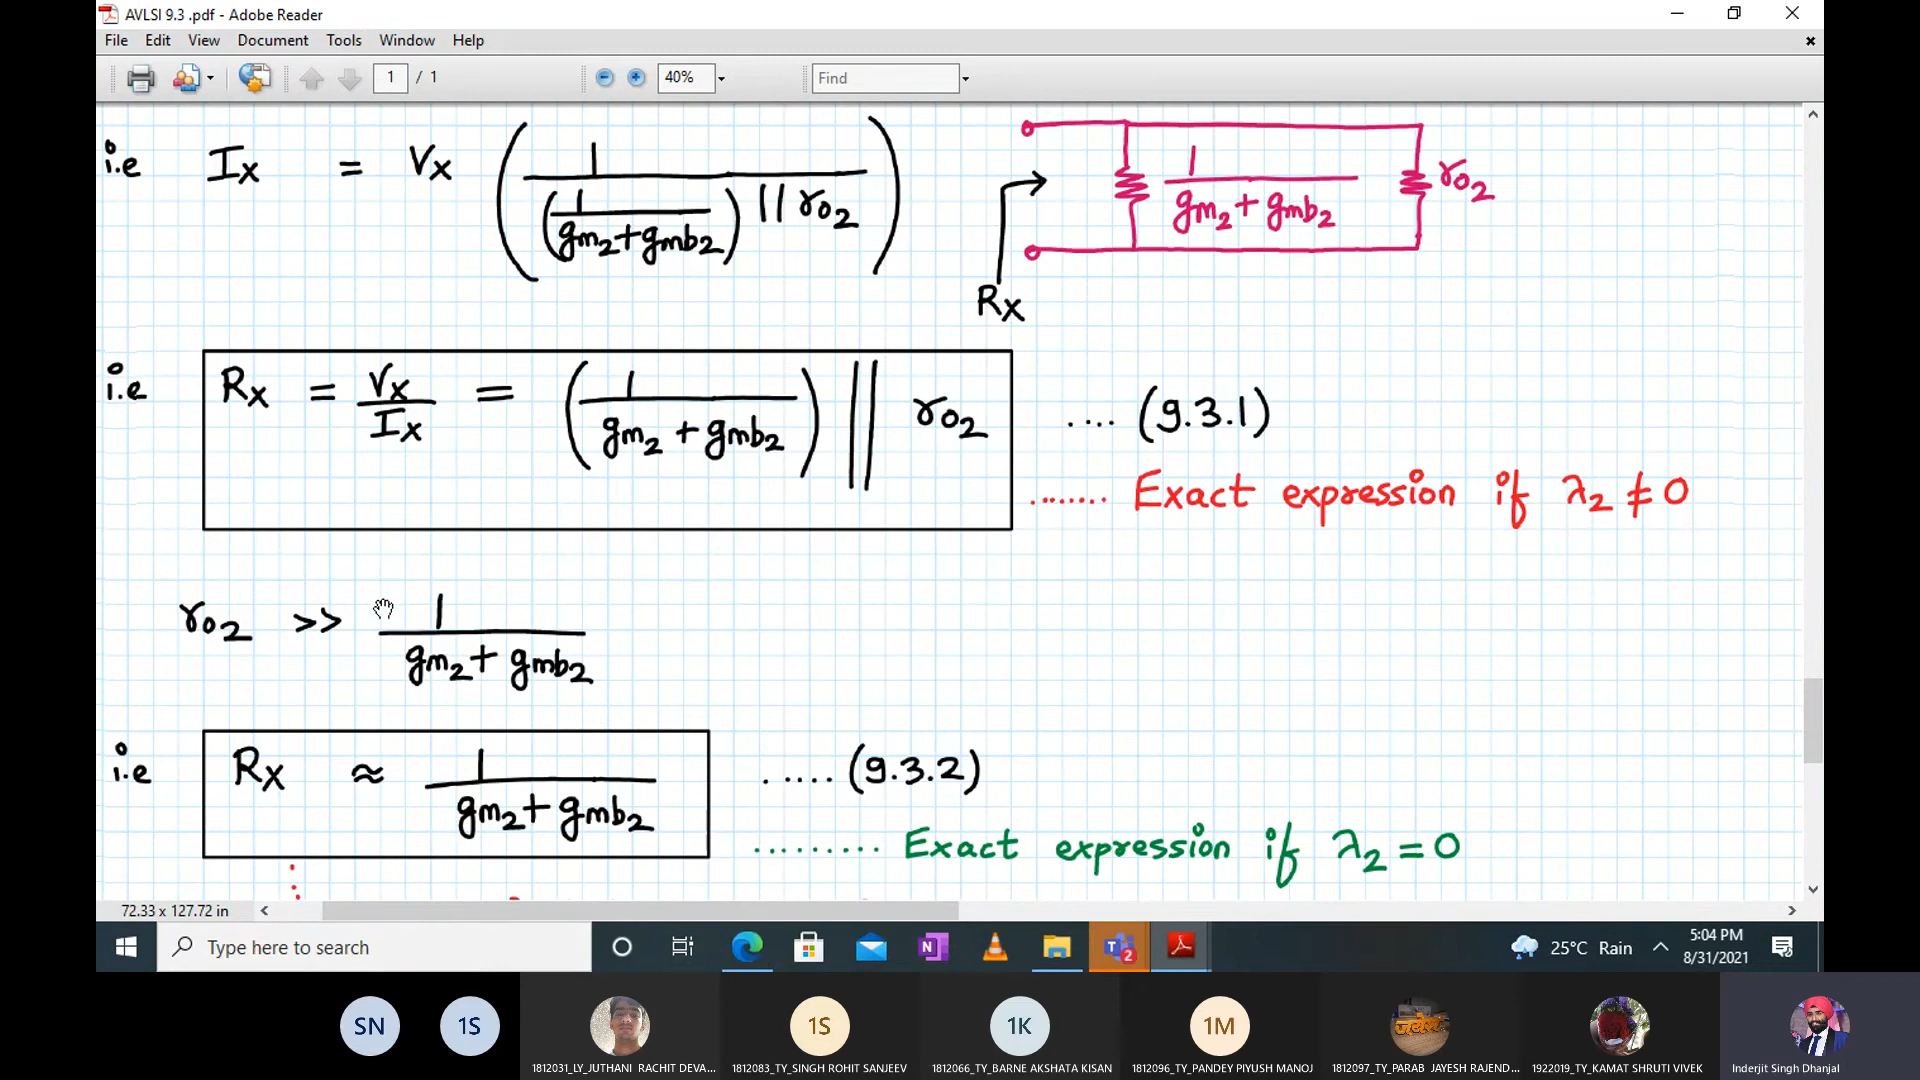 AVLSI 9.3 .pdf - Adobe Reader
File Edit View Document Tools Window Help
1 / 1 40% Find
i.e Ix = Vx ( 1 / ( ( 1 / (gm2 + gmb2) ) || ro2 ) )
1 / (gm2 + gmb2) ro2
Rx
i.e Rx = Vx / Ix = ( 1 / (gm2 + gmb2) ) || ro2 .... (9.3.1)
....... Exact expression if λ2 ≠ 0
ro2 >> 1 / (gm2 + gmb2)
i.e Rx ≈ 1 / (gm2 + gmb2) ..... (9.3.2)
......... Exact expression if λ2 = 0
72.33 x 127.72 in
Type here to search
2
25°C Rain
5:04 PM
8/31/2021
SN 1S 1S 1K 1M
1812031_LY_JUTHANI RACHIT DEVA... 1812083_TY_SINGH ROHIT SANJEEV 1812066_TY_BARNE AKSHATA KISAN 1812096_TY_PANDEY PIYUSH MANOJ 1812097_TY_PARAB JAYESH RAJEND... 1922019_TY_KAMAT SHRUTI VIVEK Inderjit Singh Dhanjal